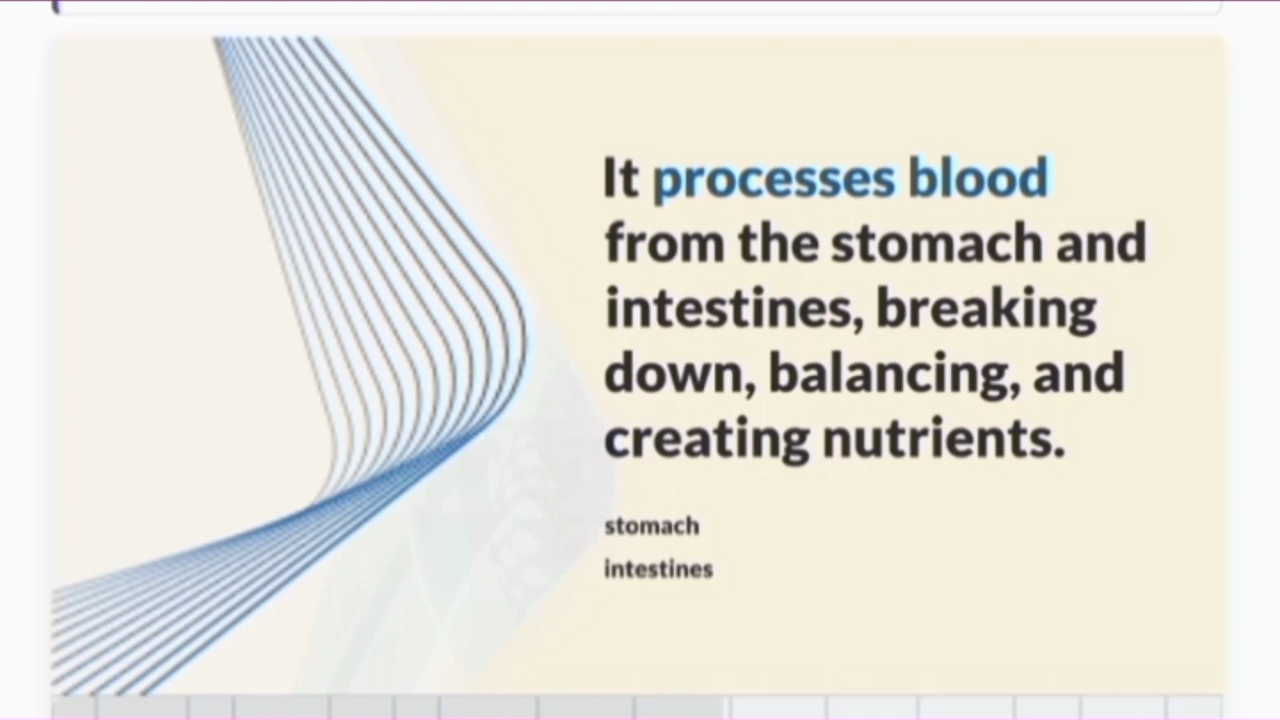 It processes blood
from the stomach and
intestines, breaking
down, balancing, and
creating nutrients.
stomach
intestines